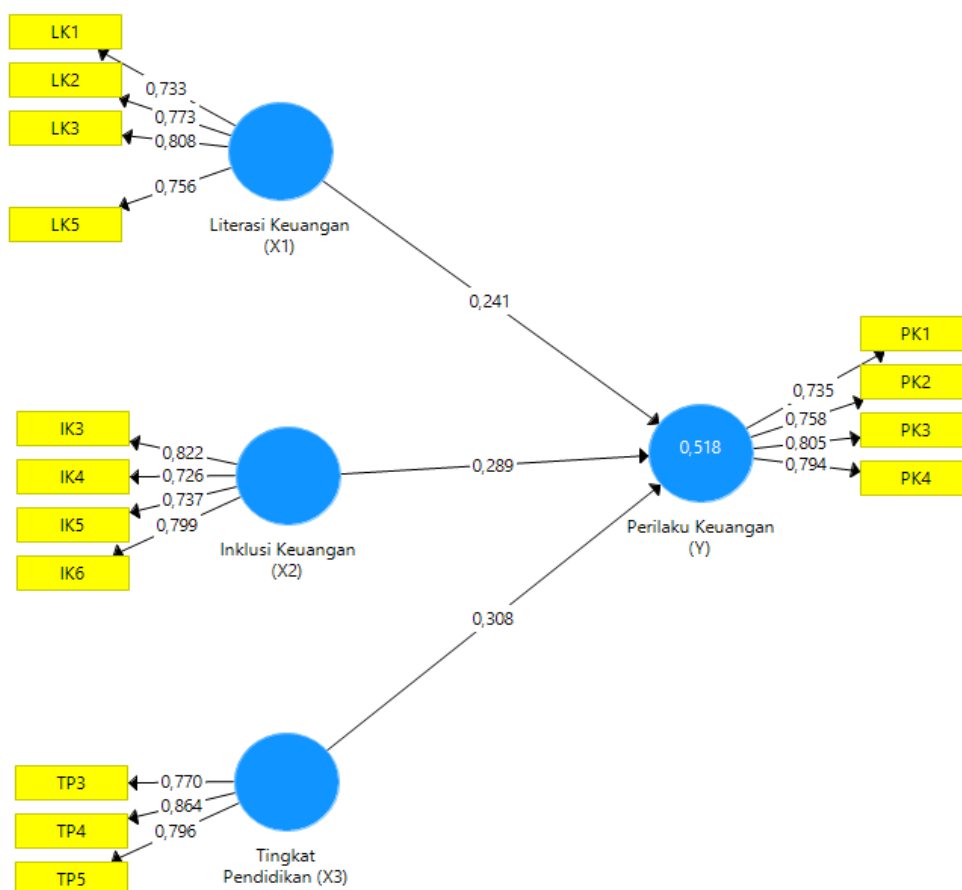 LK1
LK2
LK3
LK5
0,733
0,773
0,808
0,756
Literasi Keuangan
(X1)
0,241
IK3
IK4
IK5
IK6
0,822
0,726
0,737
0,799
Inklusi Keuangan
(X2)
0,289
TP3
TP4
TP5
0,770
0,864
0,796
Tingkat
Pendidikan (X3)
0,308
0,518
Perilaku Keuangan
(Y)
0,735
0,758
0,805
0,794
PK1
PK2
PK3
PK4